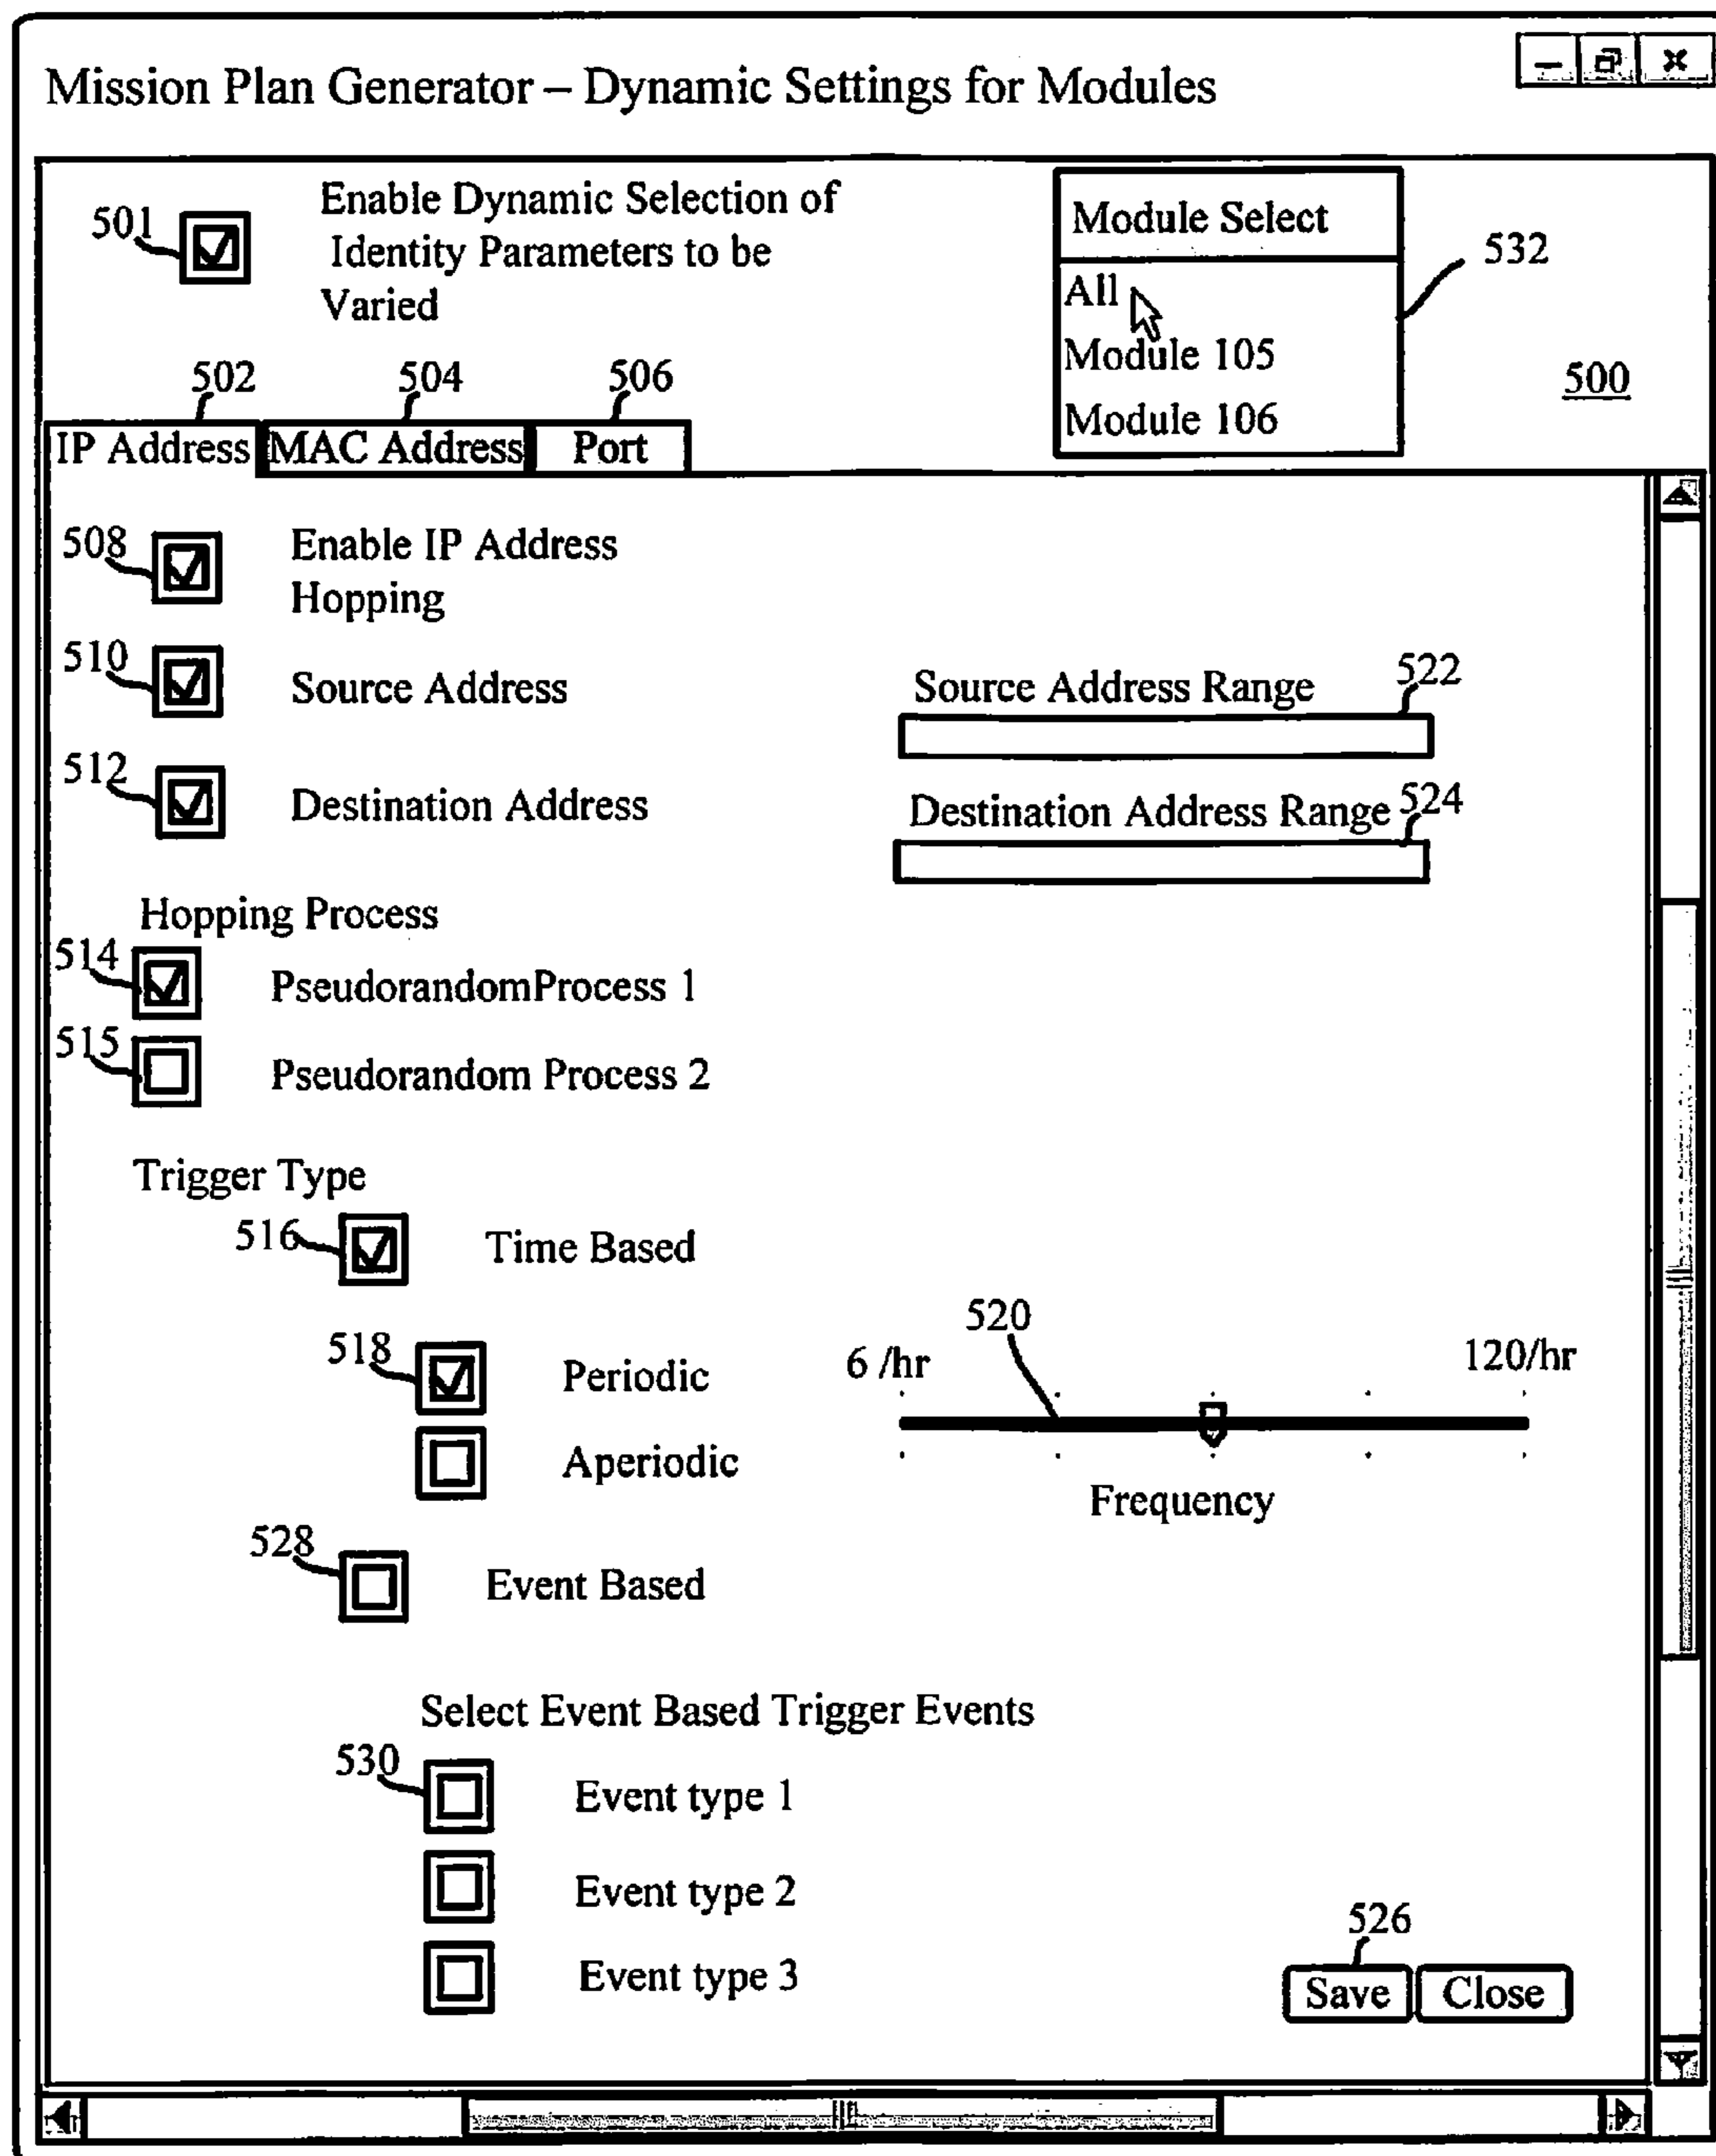 Mission Plan Generator – Dynamic Settings for Modules
501
Enable Dynamic Selection of
Identity Parameters to be
Varied
Module Select
All
Module 105
Module 106
532
500
502
504
506
IP Address
MAC Address
Port
508
Enable IP Address
Hopping
510
Source Address
Source Address Range
522
512
Destination Address
Destination Address Range
524
Hopping Process
514
PseudorandomProcess 1
515
Pseudorandom Process 2
Trigger Type
516
Time Based
518
Periodic
520
6 /hr
120/hr
Aperiodic
Frequency
528
Event Based
Select Event Based Trigger Events
530
Event type 1
Event type 2
Event type 3
526
Save
Close